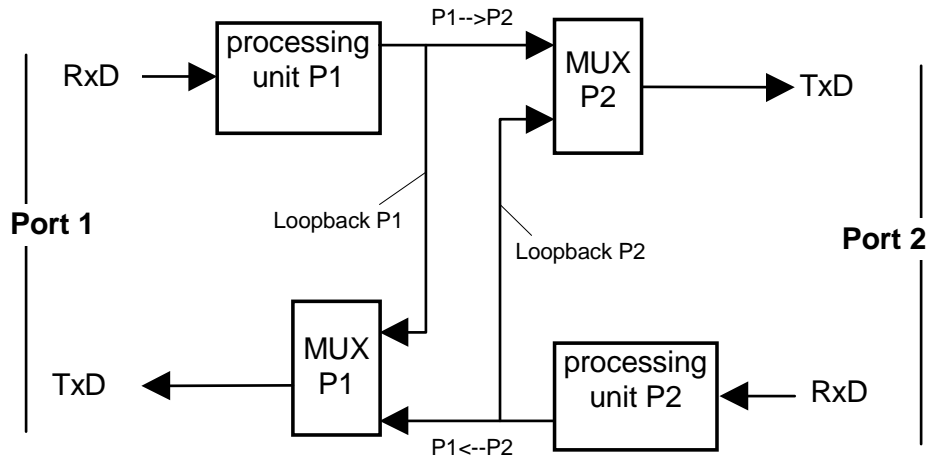 P1-->P2
processing
unit P1
RxD
MUX
P2
TxD
Port 1
Loopback P1
Loopback P2
Port 2
TxD
MUX
P1
processing
unit P2
RxD
P1<--P2